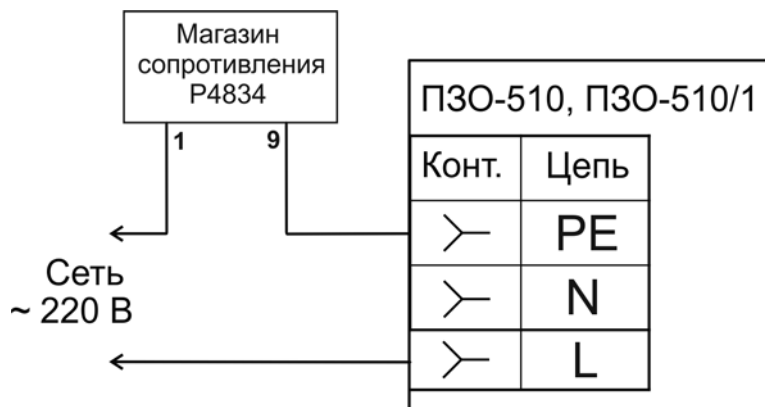 Магазин
сопротивления
Р4834
1
9
ПЗО-510, ПЗО-510/1
Конт.
Цепь
PE
Сеть
~ 220 В
N
L